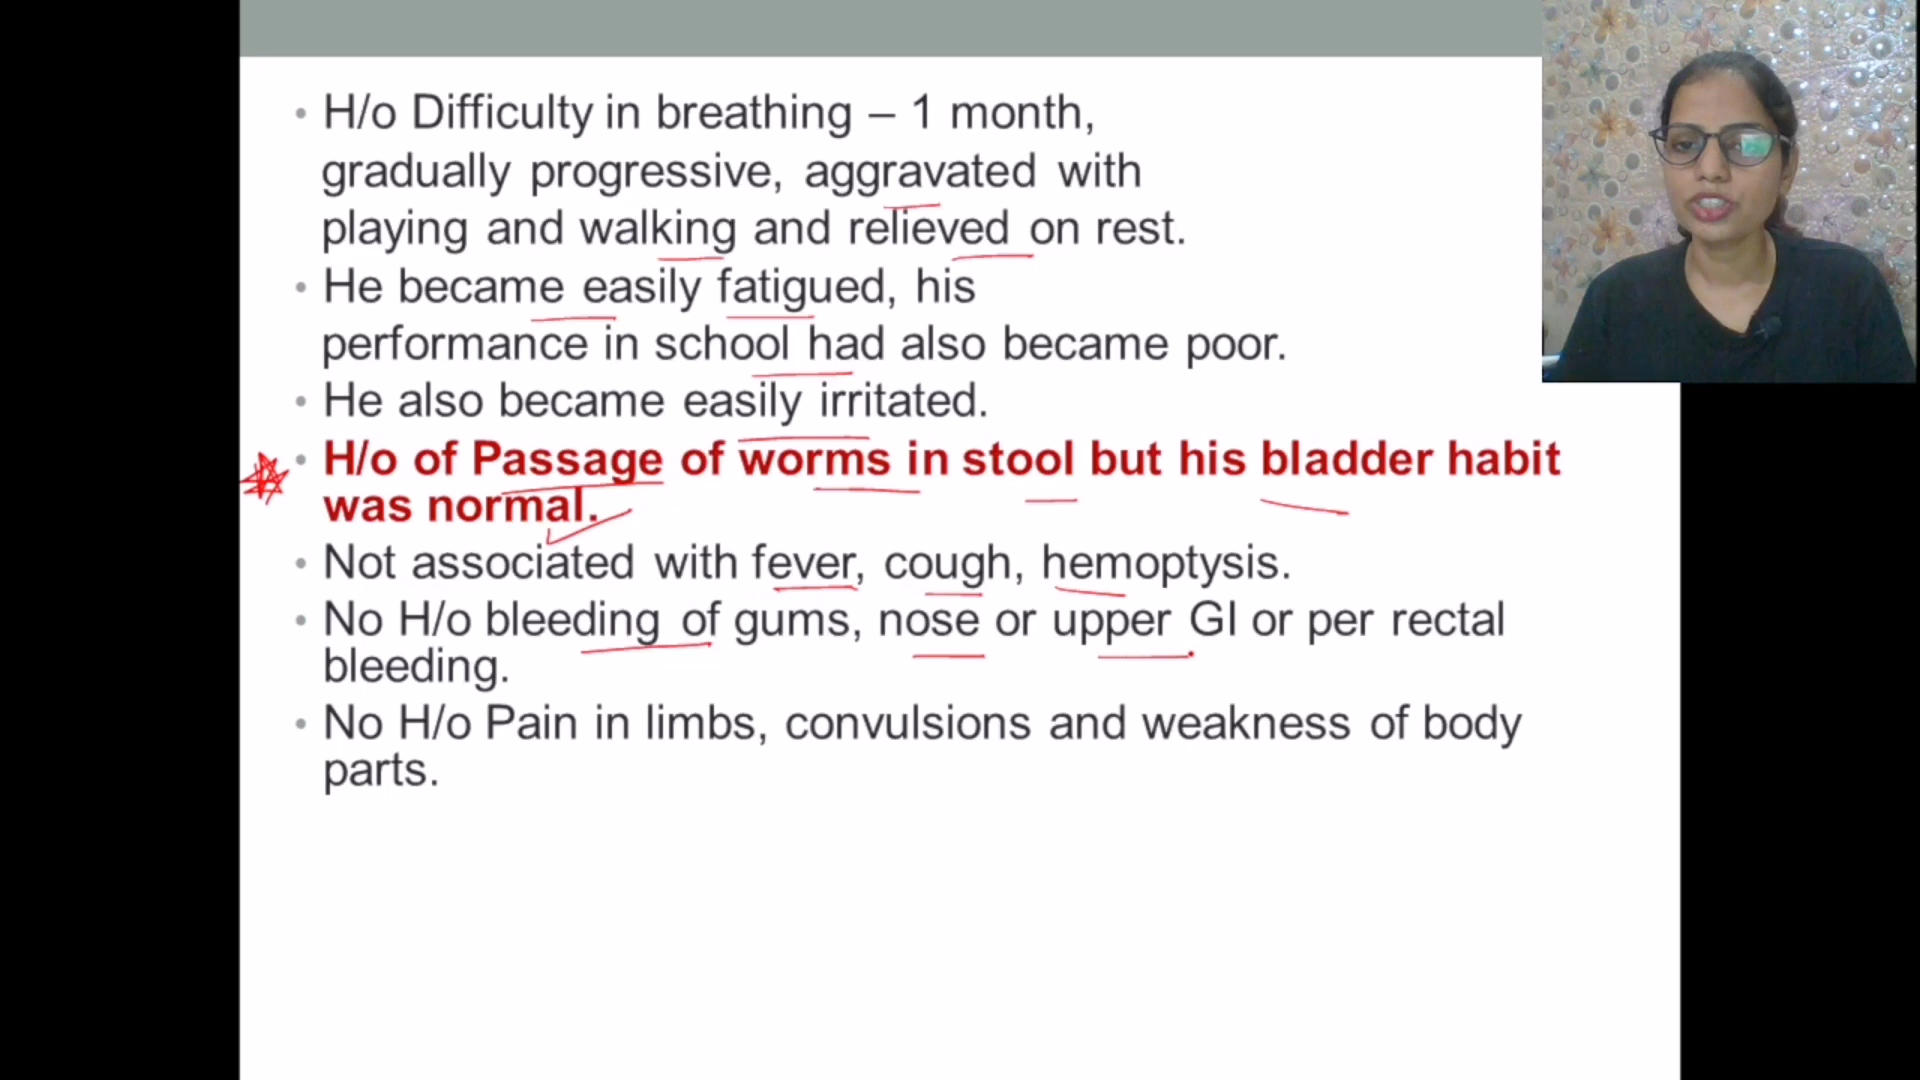 • H/o Difficulty in breathing – 1 month,
gradually progressive, aggravated with
playing and walking and relieved on rest.
• He became easily fatigued, his
performance in school had also became poor.
• He also became easily irritated.
• H/o of Passage of worms in stool but his bladder habit
was normal.
• Not associated with fever, cough, hemoptysis.
• No H/o bleeding of gums, nose or upper GI or per rectal
bleeding.
• No H/o Pain in limbs, convulsions and weakness of body
parts.